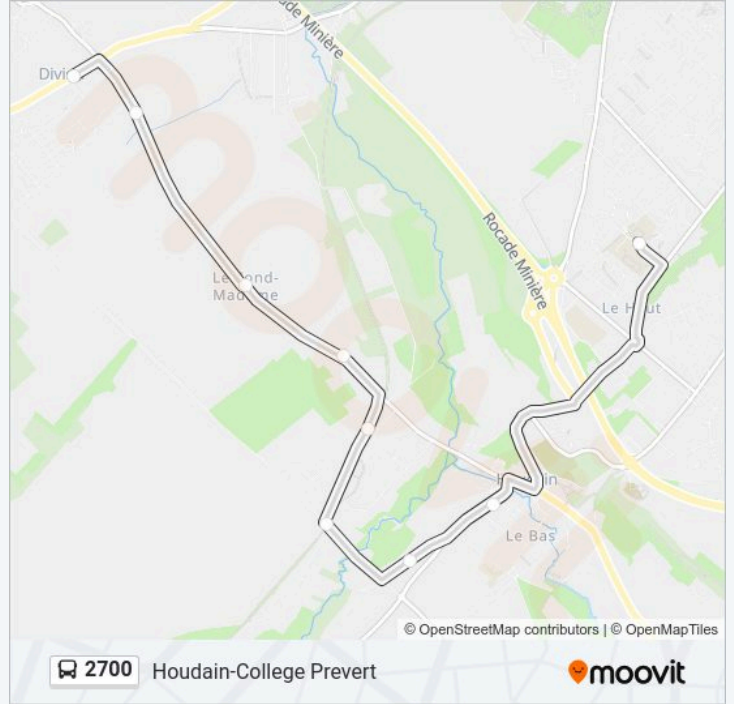 Rocade Minière
Rocade Minière
Le Haut
Le Bas
© OpenStreetMap contributors | © OpenMapTiles
2700
Houdain-College Prevert
moovit